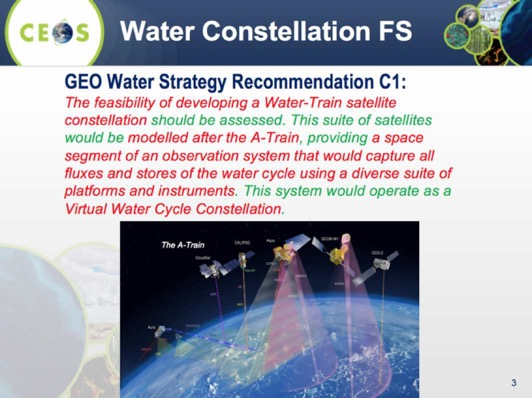 CEOS
Water Constellation FS
GEO Water Strategy Recommendation C1:
The feasibility of developing a Water-Train satellite
constellation should be assessed. This suite of satellites
would be modelled after the A-Train, providing a space
segment of an observation system that would capture all
fluxes and stores of the water cycle using a diverse suite of
platforms and instruments. This system would operate as a
Virtual Water Cycle Constellation.
The A-Train
CloudSat
CALIPSO
Aqua
GCOM-W1
OCO-2
Aura
3